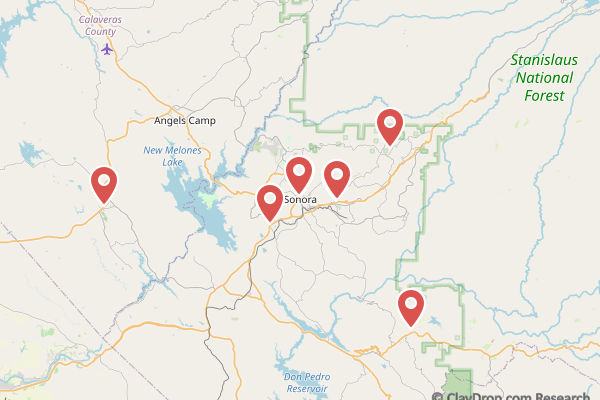 Calaveras
County
Stanislaus
National
Forest
Angels Camp
New Melones
Lake
Sonora
Don Pedro
Reservoir
© ClayDrop.com Research